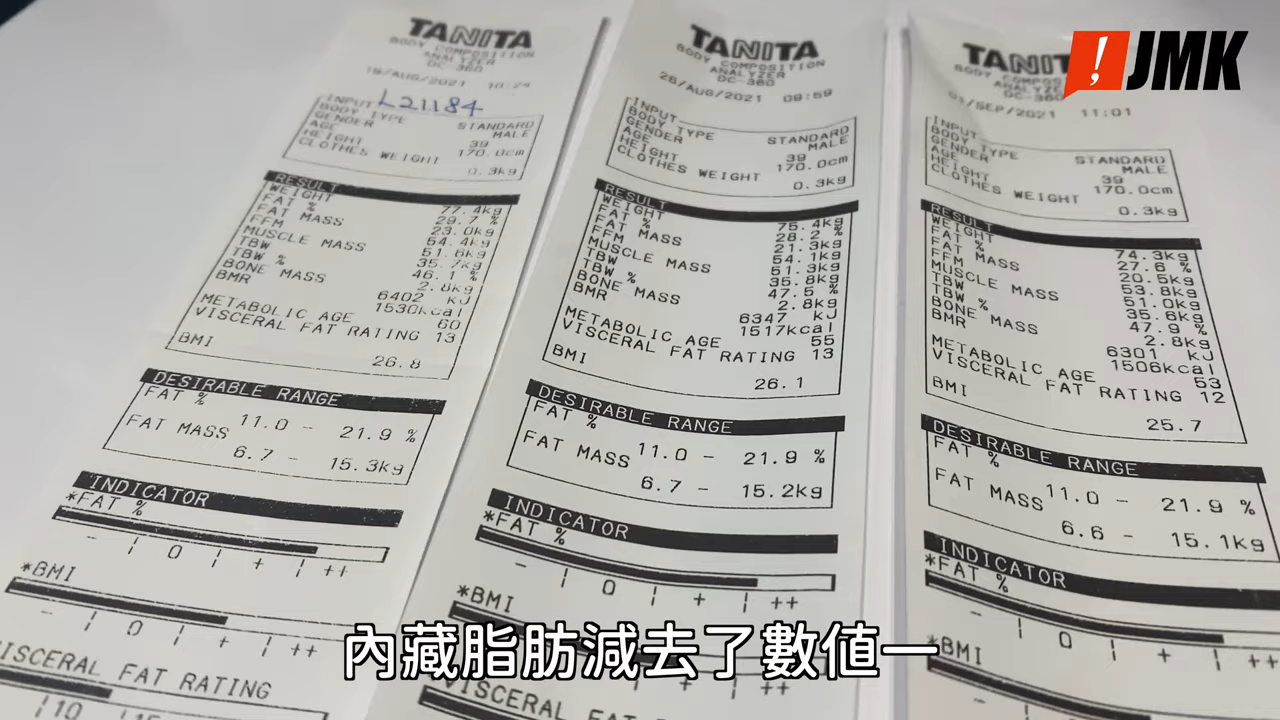 TANITA
BODY COMPOSITION
ANALYZER
DC-360
19/AUG/2021 10:24
INPUT L21184
BODY TYPE STANDARD
GENDER MALE
AGE 39
HEIGHT 170.0cm
CLOTHES WEIGHT 0.3kg
RESULT
WEIGHT 77.4kg
FAT % 29.7 %
FAT MASS 23.0kg
FFM 54.4kg
MUSCLE MASS 51.6kg
TBW 35.7kg
TBW % 46.1 %
BONE MASS 2.8kg
BMR 6402 kJ
1530kcal
METABOLIC AGE 60
VISCERAL FAT RATING 13
BMI 26.8
DESIRABLE RANGE
FAT %
11.0 - 21.9 %
FAT MASS
6.7 - 15.3kg
INDICATOR
*FAT %
- | 0 | + | ++
*BMI
- | 0 | + | ++
VISCERAL FAT RATING
TANITA
BODY COMPOSITION
ANALYZER
DC-360
26/AUG/2021 09:59
INPUT
BODY TYPE STANDARD
GENDER MALE
AGE 39
HEIGHT 170.0cm
CLOTHES WEIGHT 0.3kg
RESULT
WEIGHT 75.4kg
FAT % 28.2 %
FAT MASS 21.3kg
FFM 54.1kg
MUSCLE MASS 51.3kg
TBW 35.8kg
TBW % 47.5 %
BONE MASS 2.8kg
BMR 6347 kJ
1517kcal
METABOLIC AGE 55
VISCERAL FAT RATING 13
BMI 26.1
DESIRABLE RANGE
FAT %
11.0 - 21.9 %
FAT MASS
6.7 - 15.2kg
INDICATOR
*FAT %
- | 0 | + | ++
*BMI
VISCERAL FAT RATING
TANITA
BODY COMPOS
ANALYZER
DC-360
01/SEP/2021 11:01
INPUT
BODY TYPE STANDARD
GENDER MALE
AGE 39
HEIGHT 170.0cm
CLOTHES WEIGHT 0.3kg
RESULT
WEIGHT 74.3kg
FAT % 27.6 %
FAT MASS 20.5kg
FFM 53.8kg
MUSCLE MASS 51.0kg
TBW 35.6kg
TBW % 47.9 %
BONE MASS 2.8kg
BMR 6301 kJ
1506kcal
METABOLIC AGE 53
VISCERAL FAT RATING 12
BMI 25.7
DESIRABLE RANGE
FAT %
11.0 - 21.9 %
FAT MASS
6.6 - 15.1kg
INDICATOR
*FAT %
- | 0 | + | ++
*BMI
! JMK
內藏脂肪減去了數值一